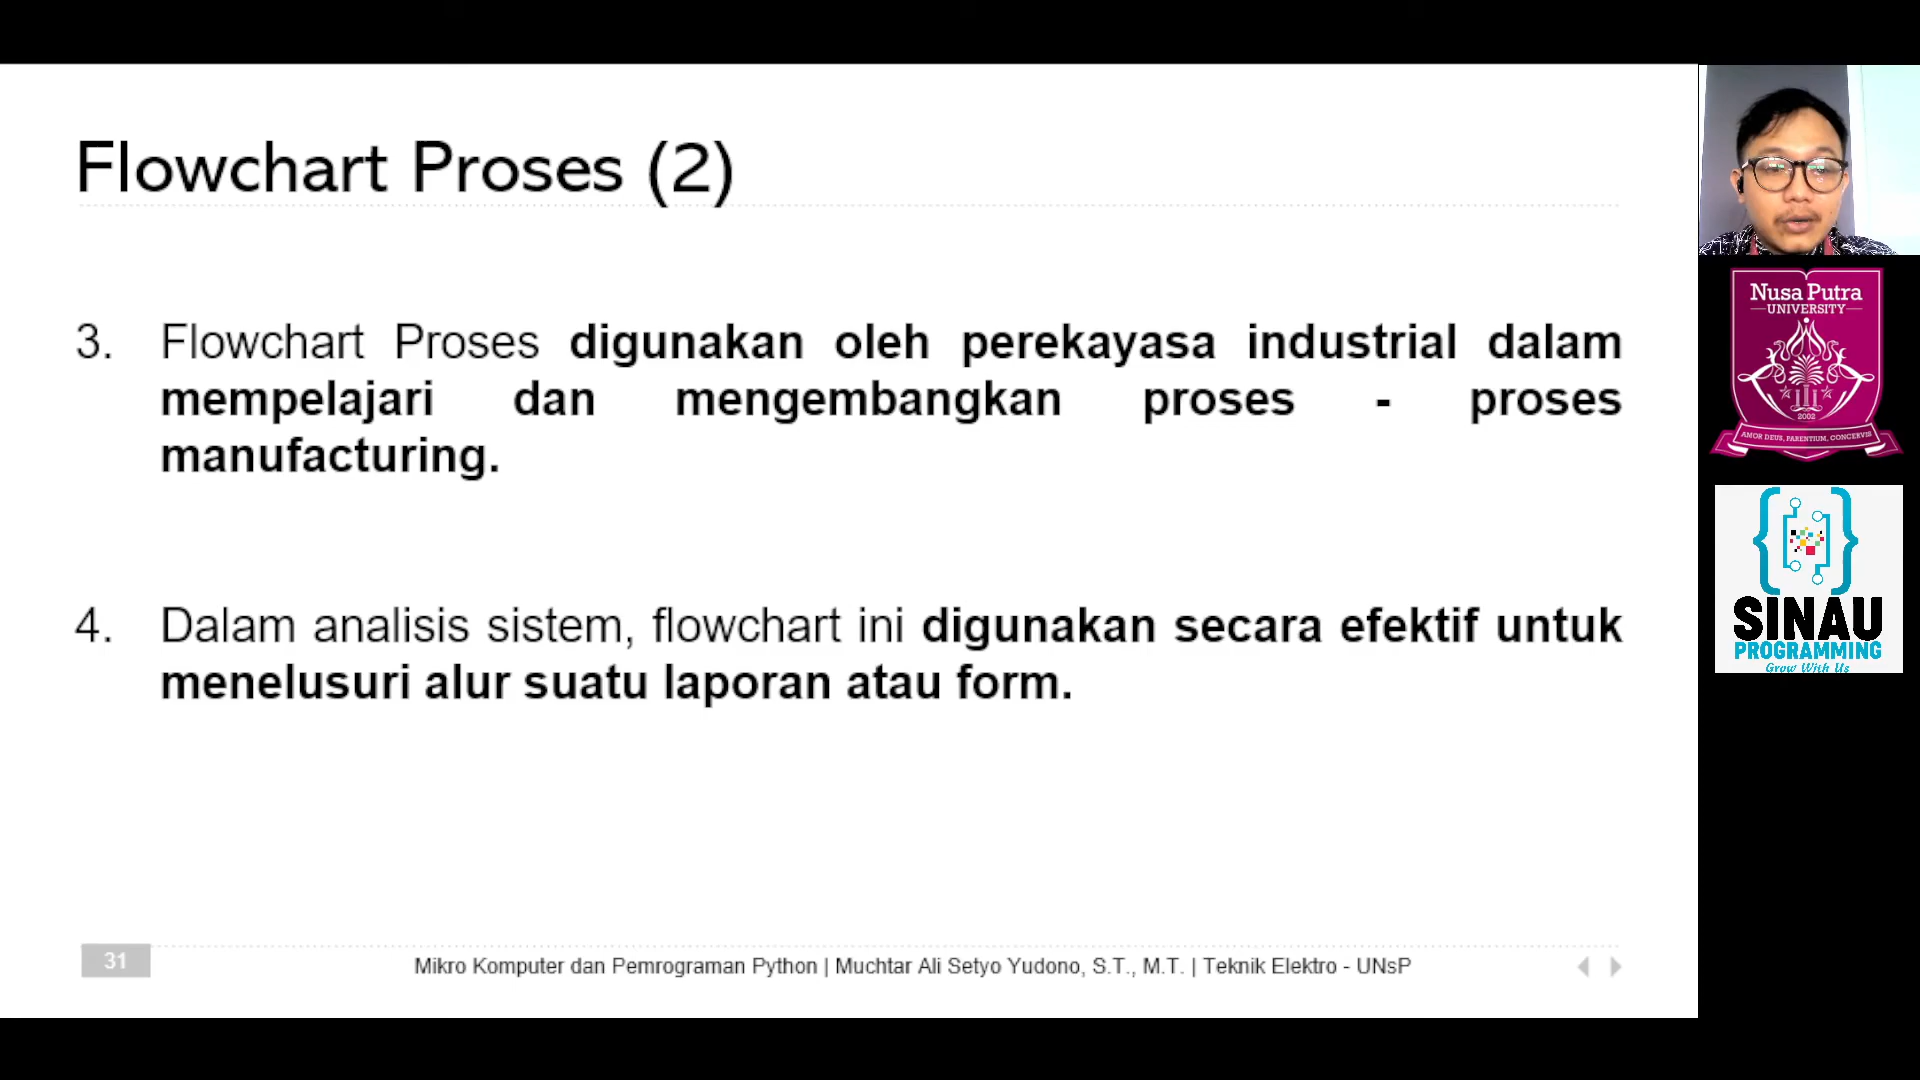 Flowchart Proses (2)
3. Flowchart Proses digunakan oleh perekayasa industrial dalam
mempelajari dan mengembangkan proses - proses
manufacturing.
4. Dalam analisis sistem, flowchart ini digunakan secara efektif untuk
menelusuri alur suatu laporan atau form.
31
Mikro Komputer dan Pemrograman Python | Muchtar Ali Setyo Yudono, S.T., M.T. | Teknik Elektro - UNsP
Nusa Putra
UNIVERSITY
2002
AMOR DEUS, PARENTIUM, CONCERVIS
SINAU
PROGRAMMING
Grow With Us